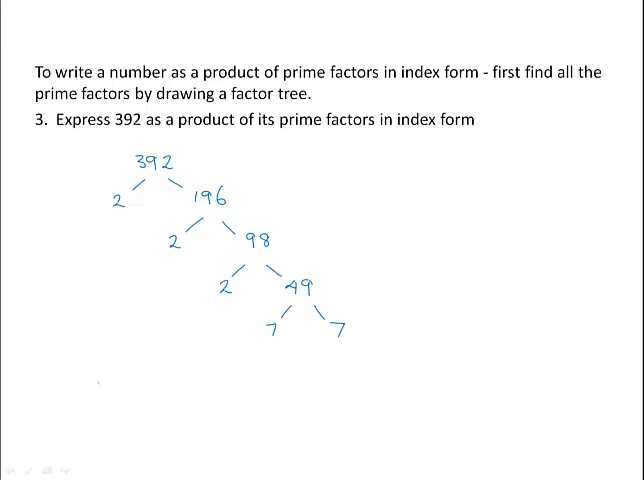 To write a number as a product of prime factors in index form - first find all the
prime factors by drawing a factor tree.
3. Express 392 as a product of its prime factors in index form
392
2 196
2 98
2 49
7 7